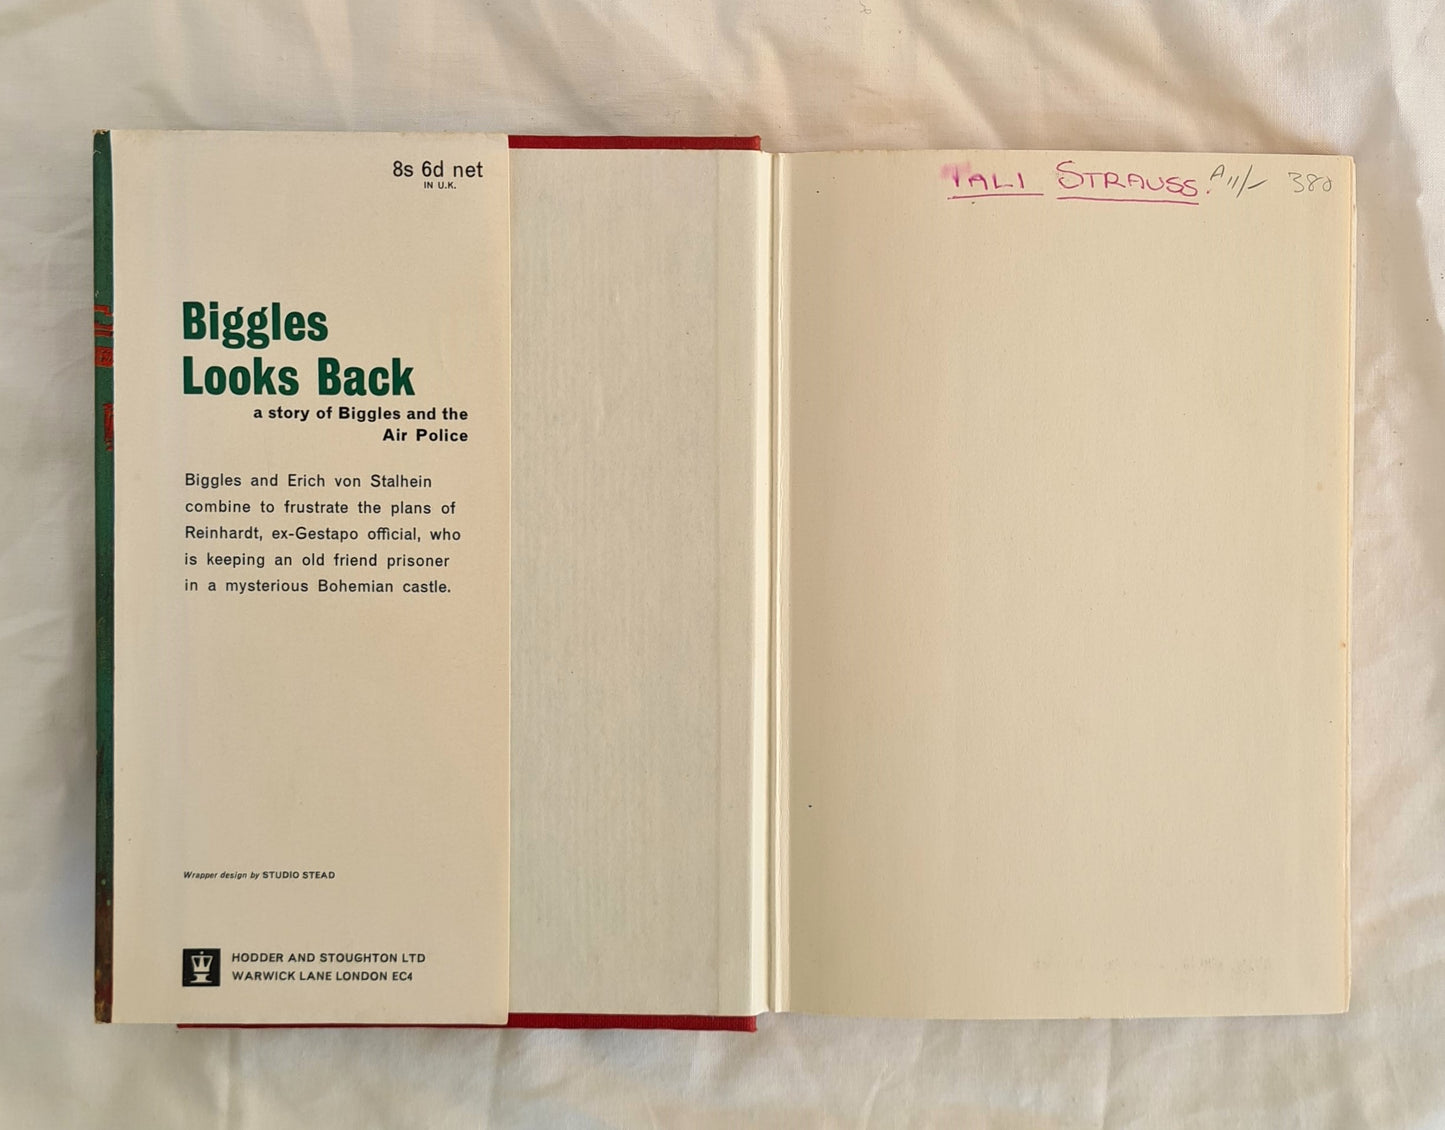 8s 6d net
IN U.K.
Biggles
Looks Back
a story of Biggles and the
Air Police
Biggles and Erich von Stalhein
combine to frustrate the plans of
Reinhardt, ex-Gestapo official, who
is keeping an old friend prisoner
in a mysterious Bohemian castle.
Wrapper design by STUDIO STEAD
HODDER AND STOUGHTON LTD
WARWICK LANE LONDON EC4
TALI STRAUSS. A 11/- 380